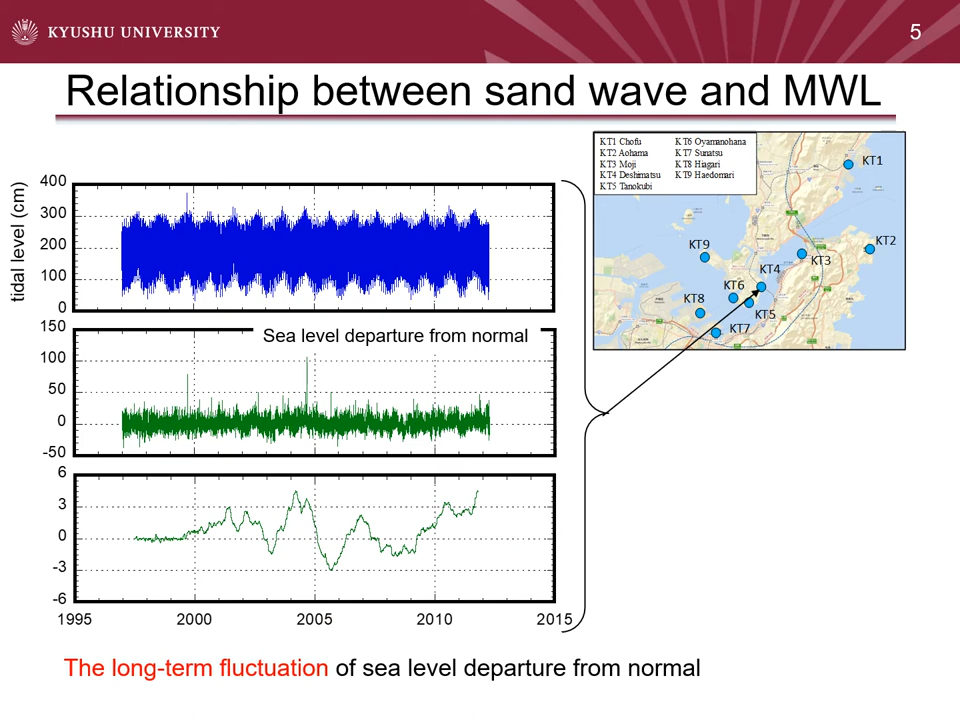 KYUSHU UNIVERSITY
5
Relationship between sand wave and MWL
tidal level (cm)
400
300
200
100
0
150
100
50
0
-50
6
3
0
-3
-6
Sea level departure from normal
1995 2000 2005 2010 2015
KT1 Chofu KT6 Oyamanohana
KT2 Aohama KT7 Sunatsu
KT3 Moji KT8 Hiagari
KT4 Deshimatsu KT9 Haedomari
KT5 Tanokubi
KT1
KT2
KT9
KT3
KT4
KT6
KT8
KT5
KT7
The long-term fluctuation of sea level departure from normal